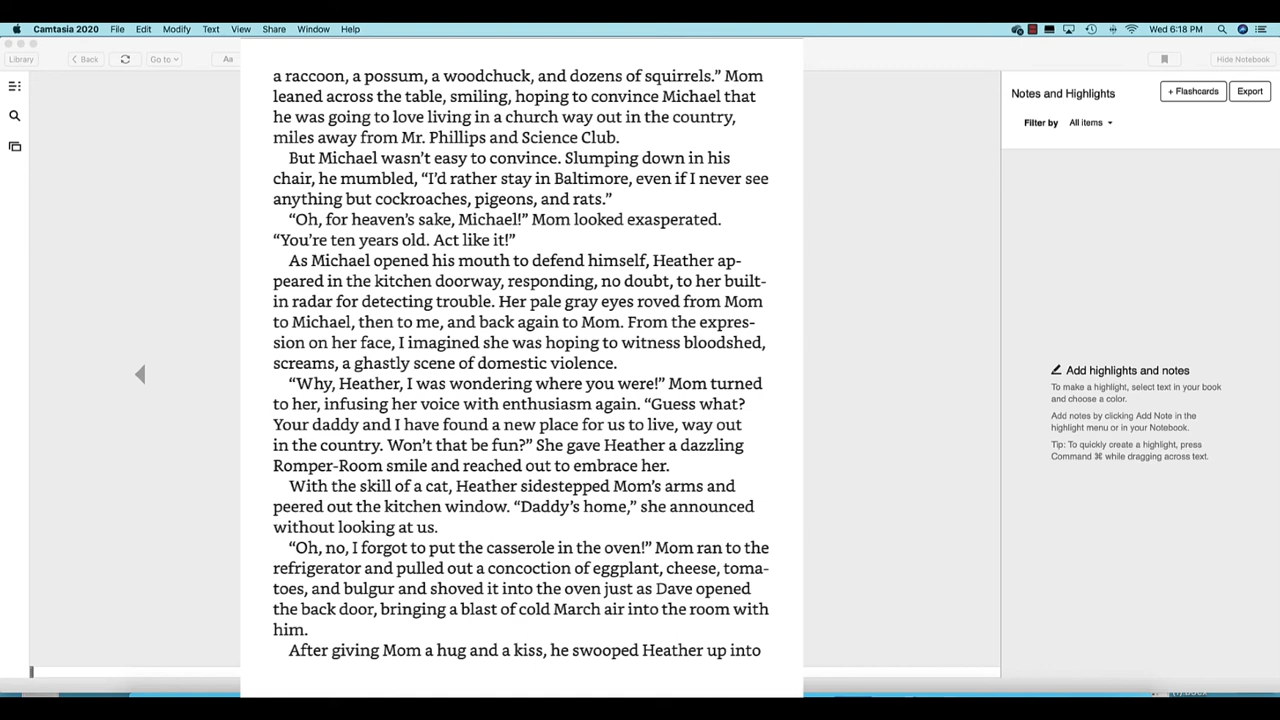 Camtasia 2020 File Edit Modify Text View Share Window Help Wed 6:18 PM
Library Back Go to Aa Hide Notebook
a raccoon, a possum, a woodchuck, and dozens of squirrels.” Mom
leaned across the table, smiling, hoping to convince Michael that
he was going to love living in a church way out in the country,
miles away from Mr. Phillips and Science Club.
But Michael wasn’t easy to convince. Slumping down in his
chair, he mumbled, “I’d rather stay in Baltimore, even if I never see
anything but cockroaches, pigeons, and rats.”
“Oh, for heaven’s sake, Michael!” Mom looked exasperated.
“You’re ten years old. Act like it!”
As Michael opened his mouth to defend himself, Heather ap-
peared in the kitchen doorway, responding, no doubt, to her built-
in radar for detecting trouble. Her pale gray eyes roved from Mom
to Michael, then to me, and back again to Mom. From the expres-
sion on her face, I imagined she was hoping to witness bloodshed,
screams, a ghastly scene of domestic violence.
“Why, Heather, I was wondering where you were!” Mom turned
to her, infusing her voice with enthusiasm again. “Guess what?
Your daddy and I have found a new place for us to live, way out
in the country. Won’t that be fun?” She gave Heather a dazzling
Romper-Room smile and reached out to embrace her.
With the skill of a cat, Heather sidestepped Mom’s arms and
peered out the kitchen window. “Daddy’s home,” she announced
without looking at us.
“Oh, no, I forgot to put the casserole in the oven!” Mom ran to the
refrigerator and pulled out a concoction of eggplant, cheese, toma-
toes, and bulgur and shoved it into the oven just as Dave opened
the back door, bringing a blast of cold March air into the room with
him.
After giving Mom a hug and a kiss, he swooped Heather up into
Notes and Highlights + Flashcards Export
Filter by All items
Add highlights and notes
To make a highlight, select text in your book
and choose a color.
Add notes by clicking Add Note in the
highlight menu or in your Notebook.
Tip: To quickly create a highlight, press
Command ⌘ while dragging across text.